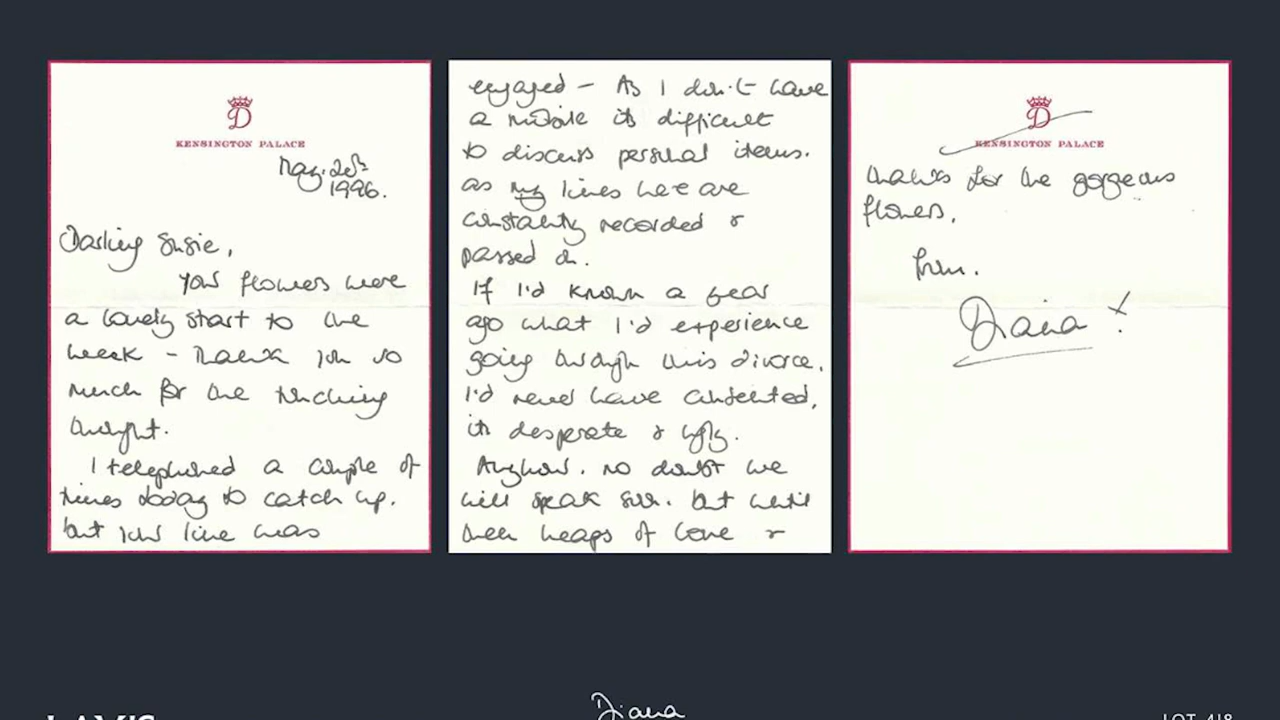 D
KENSINGTON PALACE
May. 20th
1996.
Darling Susie,
Your flowers were
a lovely start to the
week - thank you so
much for the touching
thought.
I telephoned a couple of
times today to catch up.
but your line was
engaged - As I don't have
a mobile its difficult
to discuss personal items.
as my lines here are
constantly recorded &
passed on.
If I'd known a year
ago what I'd experience
going through this divorce.
I'd never have consented,
its desperate & ugly.
Anyhow. no doubt we
will speak soon. but until
then heaps of love &
D
KENSINGTON PALACE
thanks for the gorgeous
flowers.
from.
Diana x
Diana
LAY'S
LOT 418